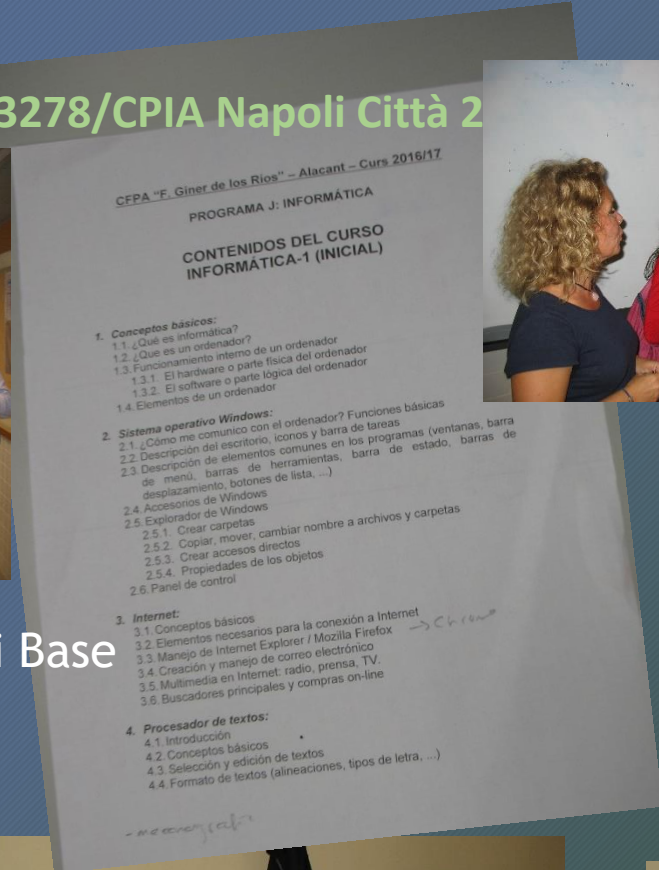 3278/CPIA Napoli Città 2
CFPA "F. Giner de los Rios" – Alacant – Curs 2016/17
PROGRAMA J: INFORMÁTICA
CONTENIDOS DEL CURSO
INFORMÁTICA-1 (INICIAL)
1. Conceptos básicos:
1.1. ¿Qué es informática?
1.2. ¿Que es un ordenador?
1.3. Funcionamiento interno de un ordenador
1.3.1. El hardware o parte física del ordenador
1.3.2. El software o parte lógica del ordenador
1.4. Elementos de un ordenador
2. Sistema operativo Windows:
2.1. ¿Cómo me comunico con el ordenador? Funciones básicas
2.2. Descripción del escritorio, iconos y barra de tareas
2.3. Descripción de elementos comunes en los programas (ventanas, barra
de menú, barras de herramientas, barra de estado, barras de
desplazamiento, botones de lista, ...)
2.4. Accesorios de Windows
2.5. Explorador de Windows
2.5.1. Crear carpetas
2.5.2. Copiar, mover, cambiar nombre a archivos y carpetas
2.5.3. Crear accesos directos
2.5.4. Propiedades de los objetos
2.6. Panel de control
3. Internet:
3.1. Conceptos básicos
3.2. Elementos necesarios para la conexión a Internet
3.3. Manejo de Internet Explorer / Mozilla Firefox
3.4. Creación y manejo de correo electrónico
3.5. Multimedia en Internet: radio, prensa, TV.
3.6. Buscadores principales y compras on-line
i Base
4. Procesador de textos:
4.1. Introducción
4.2. Conceptos básicos
4.3. Selección y edición de textos
4.4. Formato de textos (alineaciones, tipos de letra, ...)